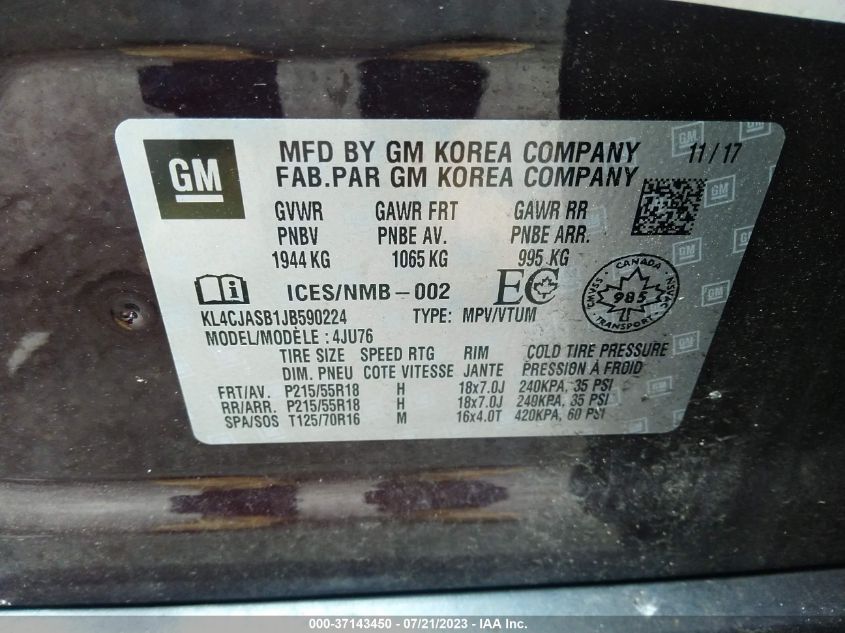 GM
MFD BY GM KOREA COMPANY 11/17
FAB.PAR GM KOREA COMPANY
GVWR GAWR FRT GAWR RR
PNBV PNBE AV. PNBE ARR.
1944 KG 1065 KG 995 KG
ICES/NMB-002 EC
CANADA
CMVSS 985 NSVAC
TRANSPORT
KL4CJASB1JB590224 TYPE: MPV/VTUM
MODEL/MODÈLE : 4JU76
TIRE SIZE SPEED RTG RIM COLD TIRE PRESSURE
DIM. PNEU COTE VITESSE JANTE PRESSION À FROID
FRT/AV. P215/55R18 H 18x7.0J 240KPA, 35 PSI
RR/ARR. P215/55R18 H 18x7.0J 240KPA, 35 PSI
SPA/SOS T125/70R16 M 16x4.0T 420KPA, 60 PSI
000-37143450 - 07/21/2023 - IAA Inc.